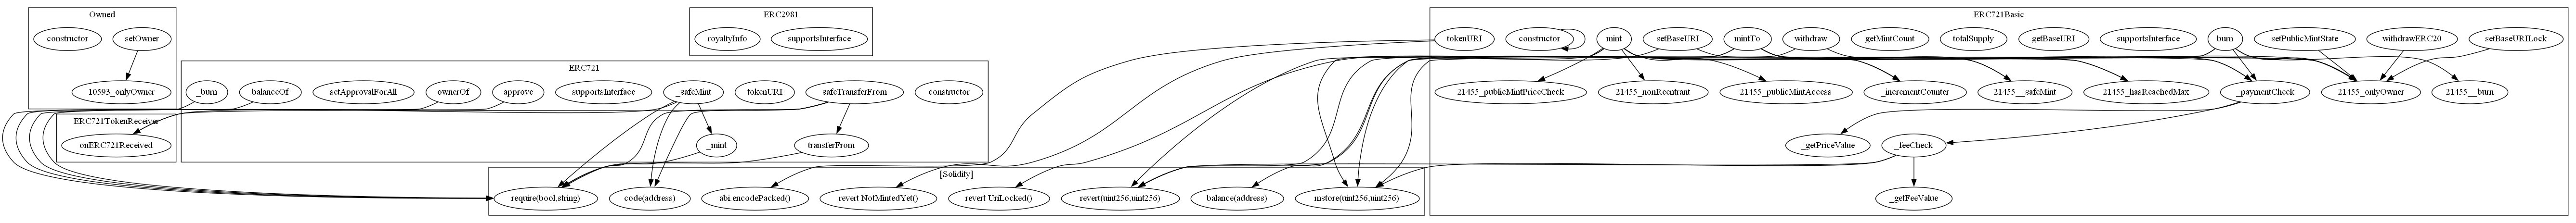 Owned
ERC2981
ERC721Basic
constructor
setOwner
royaltyInfo
supportsInterface
tokenURI
constructor
mint
setBaseURI
mintTo
withdraw
getMintCount
totalSupply
getBaseURI
supportsInterface
burn
setPublicMintState
withdrawERC20
setBaseURILock
ERC721
10593_onlyOwner
_burn
balanceOf
setApprovalForAll
ownerOf
approve
supportsInterface
_safeMint
tokenURI
safeTransferFrom
constructor
21455_publicMintPriceCheck
21455_nonReentrant
21455_publicMintAccess
_incrementCounter
21455__safeMint
21455_hasReachedMax
_paymentCheck
21455_onlyOwner
21455__burn
ERC721TokenReceiver
onERC721Received
_mint
transferFrom
_getPriceValue
_feeCheck
[Solidity]
require(bool,string)
code(address)
abi.encodePacked()
revert NotMintedYet()
revert UriLocked()
revert(uint256,uint256)
balance(address)
mstore(uint256,uint256)
_getFeeValue